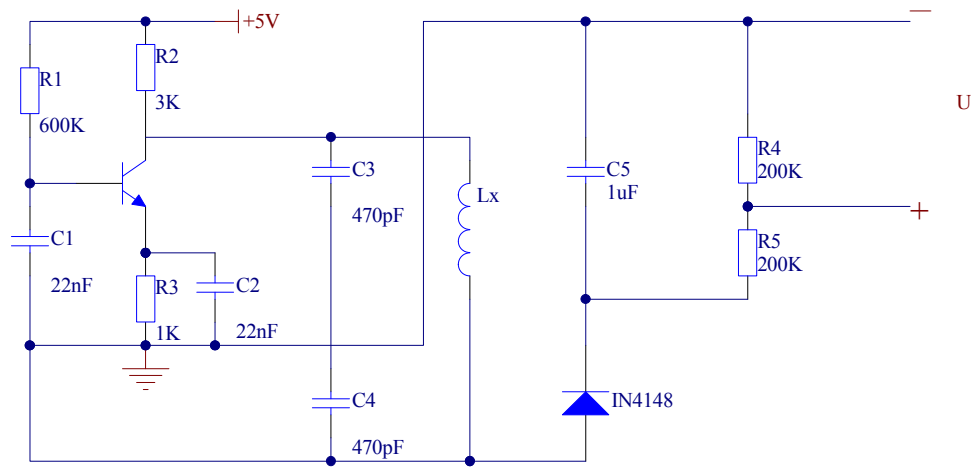 +5V
R1
600K
R2
3K
C1
22nF
R3
1K
C2
22nF
C3
470pF
C4
470pF
Lx
C5
1uF
IN4148
R4
200K
R5
200K
—
U
+